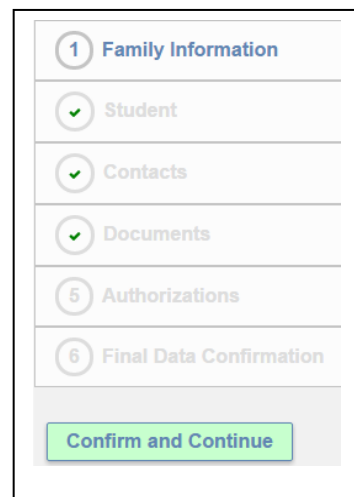 1 Family Information
Student
Contacts
Documents
5 Authorizations
6 Final Data Confirmation
Confirm and Continue